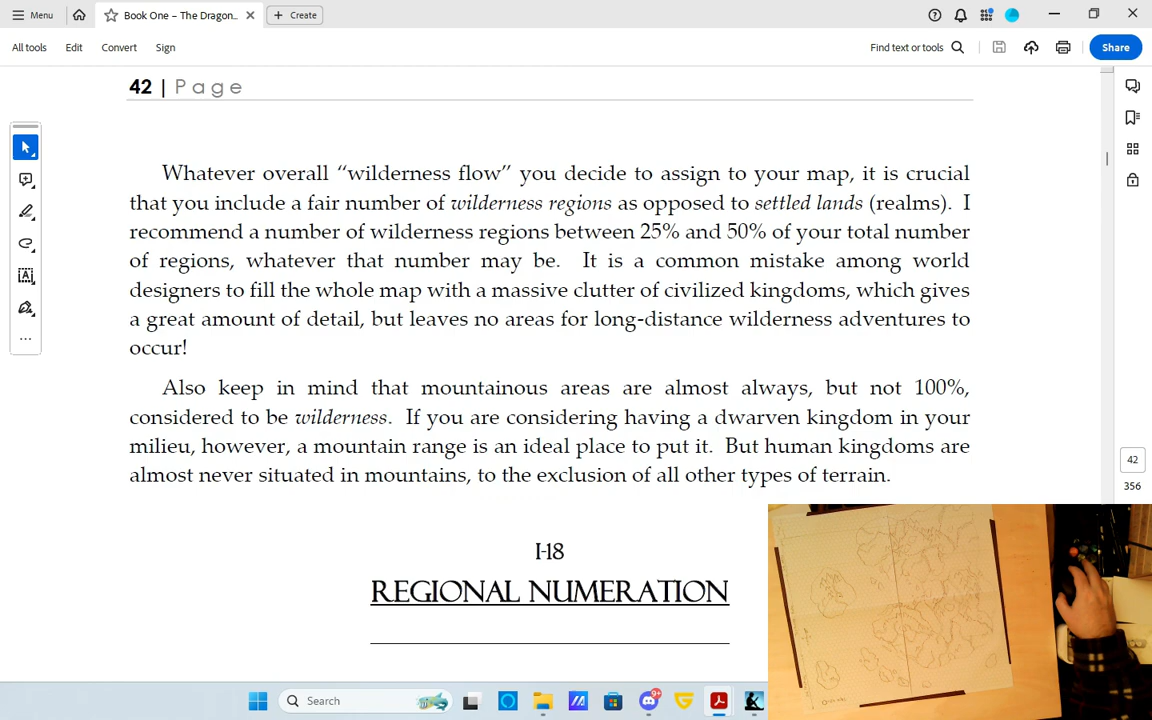 Menu
Book One – The Dragon...
Create
All tools
Edit
Convert
Sign
Find text or tools
Share
42 | Page
Whatever overall “wilderness flow” you decide to assign to your map, it is crucial
that you include a fair number of wilderness regions as opposed to settled lands (realms). I
recommend a number of wilderness regions between 25% and 50% of your total number
of regions, whatever that number may be. It is a common mistake among world
designers to fill the whole map with a massive clutter of civilized kingdoms, which gives
a great amount of detail, but leaves no areas for long-distance wilderness adventures to
occur!
Also keep in mind that mountainous areas are almost always, but not 100%,
considered to be wilderness. If you are considering having a dwarven kingdom in your
milieu, however, a mountain range is an ideal place to put it. But human kingdoms are
almost never situated in mountains, to the exclusion of all other types of terrain.
42
356
I-18
REGIONAL NUMERATION
Search
9+